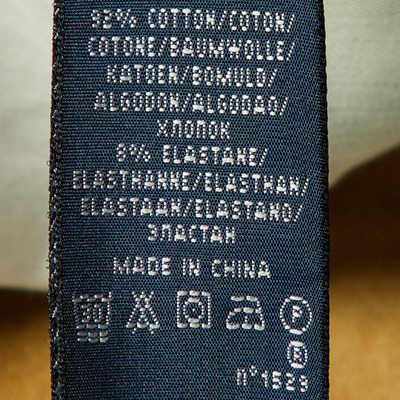 92% COTTON/COTON/
COTONE/BAUMWOLLE/
KATOEN/BOMULD/
ALGODON/ALGODAO/
ХЛОПОК
8% ELASTANE/
ELASTHANNE/ELASTHAN/
ELASTAAN/ELASTANO/
ЭЛАСТАН
MADE IN CHINA
30 P
R
n°1523